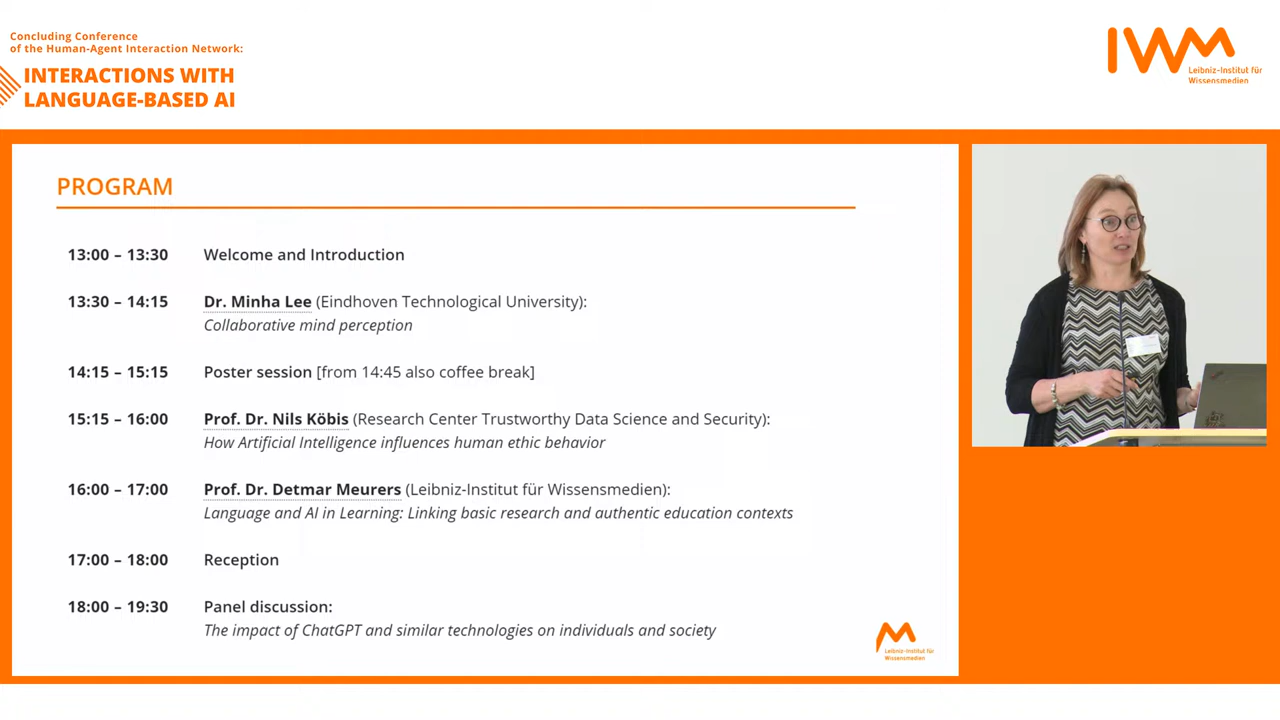 Concluding Conference
of the Human-Agent Interaction Network:
INTERACTIONS WITH
LANGUAGE-BASED AI
IWM
Leibniz-Institut für
Wissensmedien
PROGRAM
13:00 – 13:30 Welcome and Introduction
13:30 – 14:15 Dr. Minha Lee (Eindhoven Technological University):
Collaborative mind perception
14:15 – 15:15 Poster session [from 14:45 also coffee break]
15:15 – 16:00 Prof. Dr. Nils Köbis (Research Center Trustworthy Data Science and Security):
How Artificial Intelligence influences human ethic behavior
16:00 – 17:00 Prof. Dr. Detmar Meurers (Leibniz-Institut für Wissensmedien):
Language and AI in Learning: Linking basic research and authentic education contexts
17:00 – 18:00 Reception
18:00 – 19:30 Panel discussion:
The impact of ChatGPT and similar technologies on individuals and society
Leibniz-Institut für
Wissensmedien